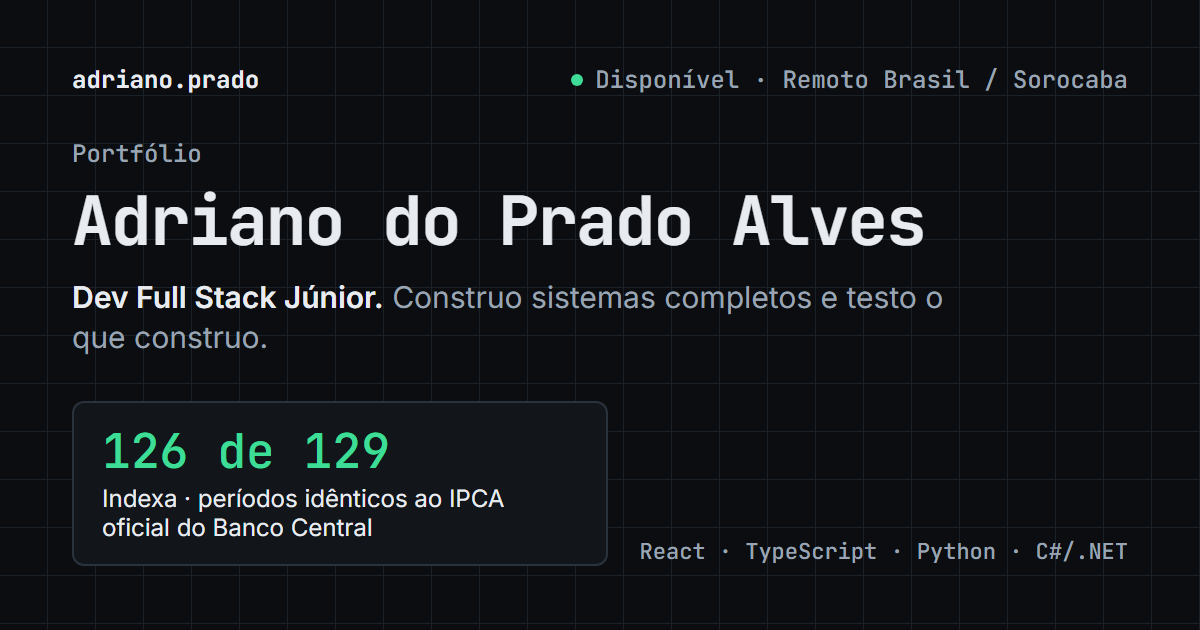 adriano.prado
Disponível · Remoto Brasil / Sorocaba
Portfólio
Adriano do Prado Alves
Dev Full Stack Júnior. Construo sistemas completos e testo o
que construo.
126 de 129
Indexa · períodos idênticos ao IPCA
oficial do Banco Central
React · TypeScript · Python · C#/.NET